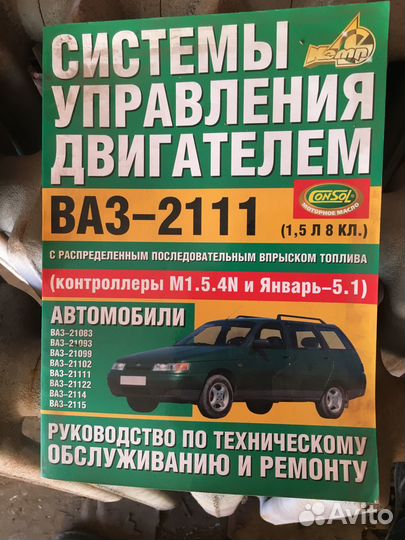 СИСТЕМЫ
УПРАВЛЕНИЯ
ДВИГАТЕЛЕМ
ВАЗ-2111
CONSOL
МОТОРНОЕ МАСЛО
(1,5 Л 8 КЛ.)
С РАСПРЕДЕЛЕННЫМ ПОСЛЕДОВАТЕЛЬНЫМ ВПРЫСКОМ ТОПЛИВА
(контроллеры М1.5.4N и Январь-5.1)
АВТОМОБИЛИ
ВАЗ-21083
ВАЗ-21093
ВАЗ-21099
ВАЗ-21102
ВАЗ-21111
ВАЗ-21122
ВАЗ-2114
ВАЗ-2115
РУКОВОДСТВО ПО ТЕХНИЧЕСКОМУ
ОБСЛУЖИВАНИЮ И РЕМОНТУ
Avito